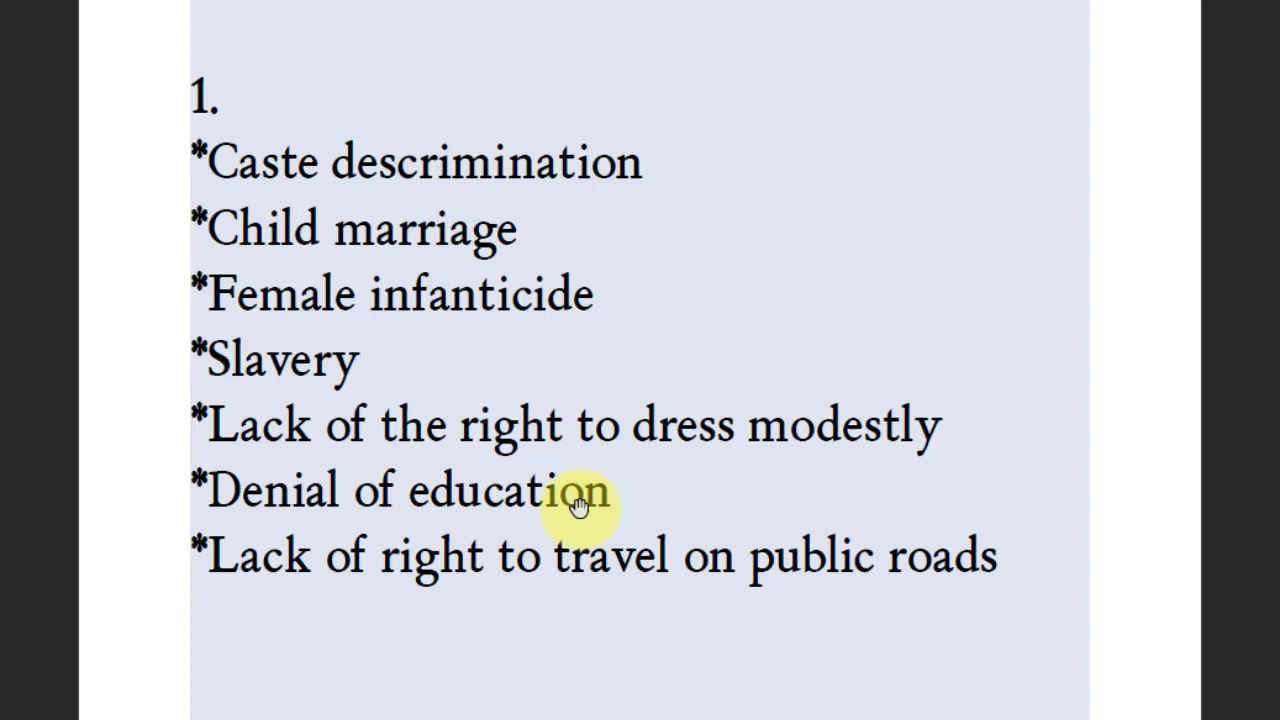 1.
*Caste descrimination
*Child marriage
*Female infanticide
*Slavery
*Lack of the right to dress modestly
*Denial of education
*Lack of right to travel on public roads